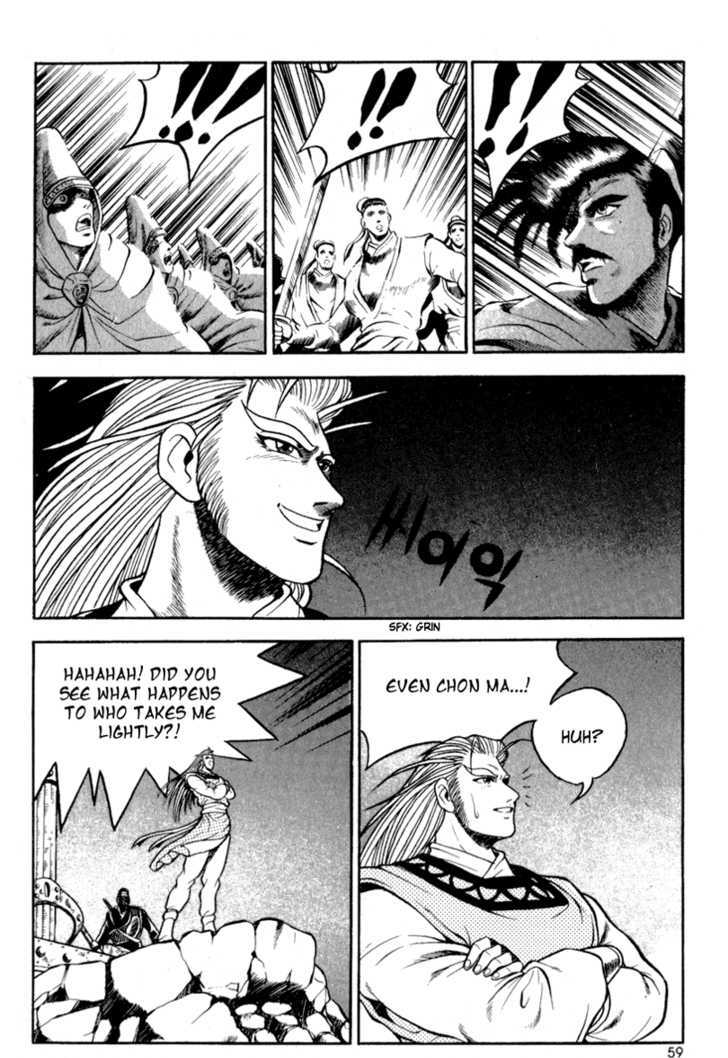 !!
!!
!!
씨이익
SFX: GRIN
HAHAHAH! DID YOU
SEE WHAT HAPPENS
TO WHO TAKES ME
LIGHTLY?!
EVEN CHON MA...!
HUH?
59